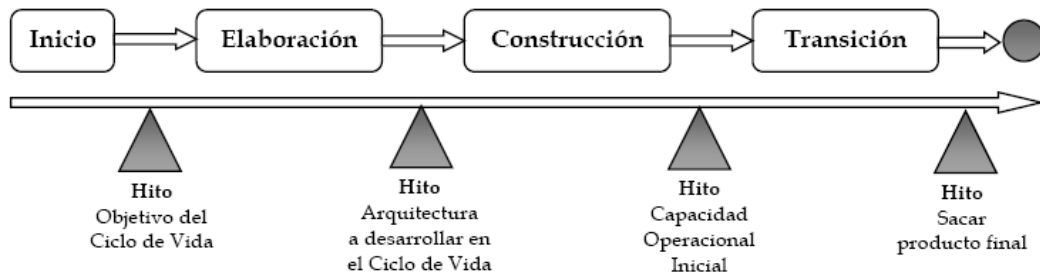 Inicio
Elaboración
Construcción
Transición
Hito
Objetivo del
Ciclo de Vida
Hito
Arquitectura
a desarrollar en
el Ciclo de Vida
Hito
Capacidad
Operacional
Inicial
Hito
Sacar
producto final